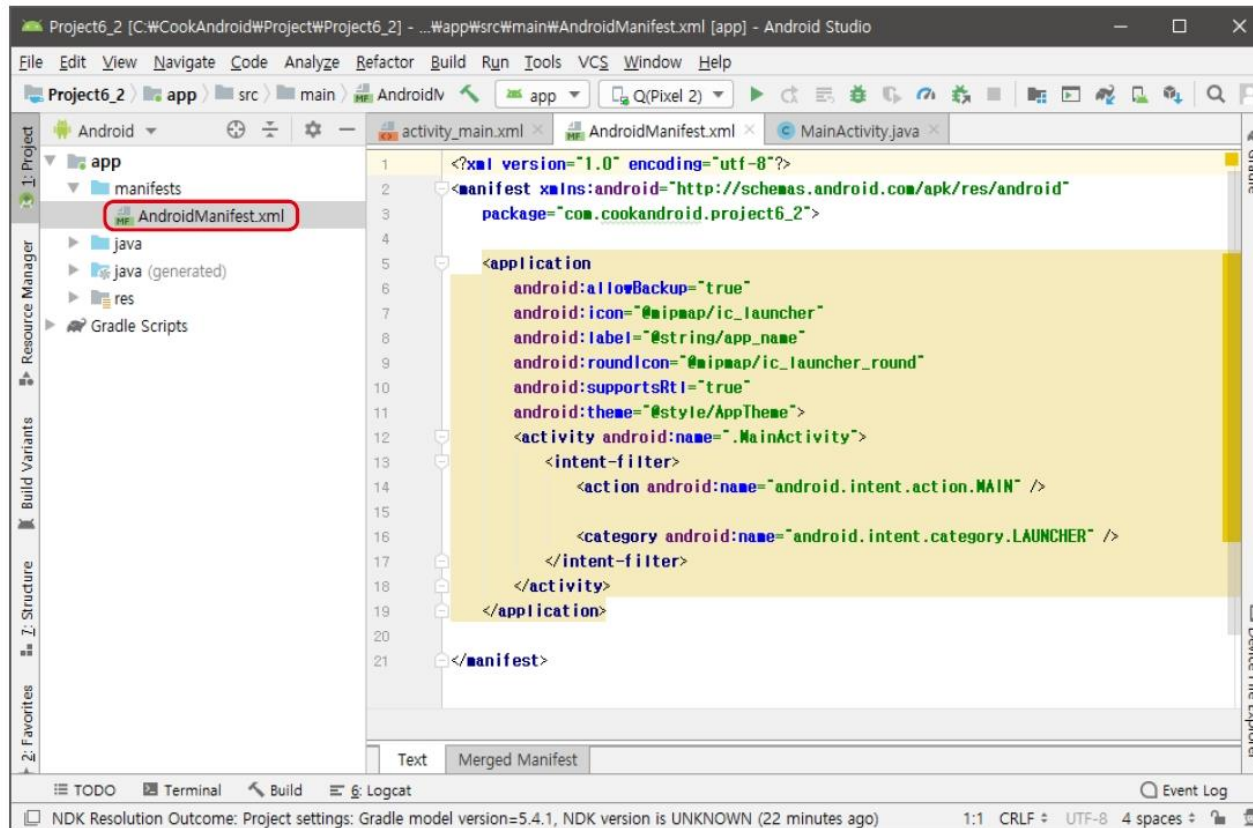 Project6_2 [C:₩CookAndroid₩Project₩Project6_2] - ...₩app₩src₩main₩AndroidManifest.xml [app] - Android Studio
File Edit View Navigate Code Analyze Refactor Build Run Tools VCS Window Help
Project6_2 app src main AndroidM app Q(Pixel 2)
1: Project
Android
activity_main.xml AndroidManifest.xml MainActivity.java
app
manifests
AndroidManifest.xml
java
java (generated)
res
Gradle Scripts
Resource Manager
Build Variants
7: Structure
2: Favorites
1 <?xml version="1.0" encoding="utf-8"?>
2 <manifest xmlns:android="http://schemas.android.com/apk/res/android"
3 package="com.cookandroid.project6_2">
4
5 <application
6 android:allowBackup="true"
7 android:icon="@mipmap/ic_launcher"
8 android:label="@string/app_name"
9 android:roundIcon="@mipmap/ic_launcher_round"
10 android:supportsRtl="true"
11 android:theme="@style/AppTheme">
12 <activity android:name=".MainActivity">
13 <intent-filter>
14 <action android:name="android.intent.action.MAIN" />
15
16 <category android:name="android.intent.category.LAUNCHER" />
17 </intent-filter>
18 </activity>
19 </application>
20
21 </manifest>
Text Merged Manifest
TODO Terminal Build 6: Logcat Event Log
NDK Resolution Outcome: Project settings: Gradle model version=5.4.1, NDK version is UNKNOWN (22 minutes ago) 1:1 CRLF UTF-8 4 spaces